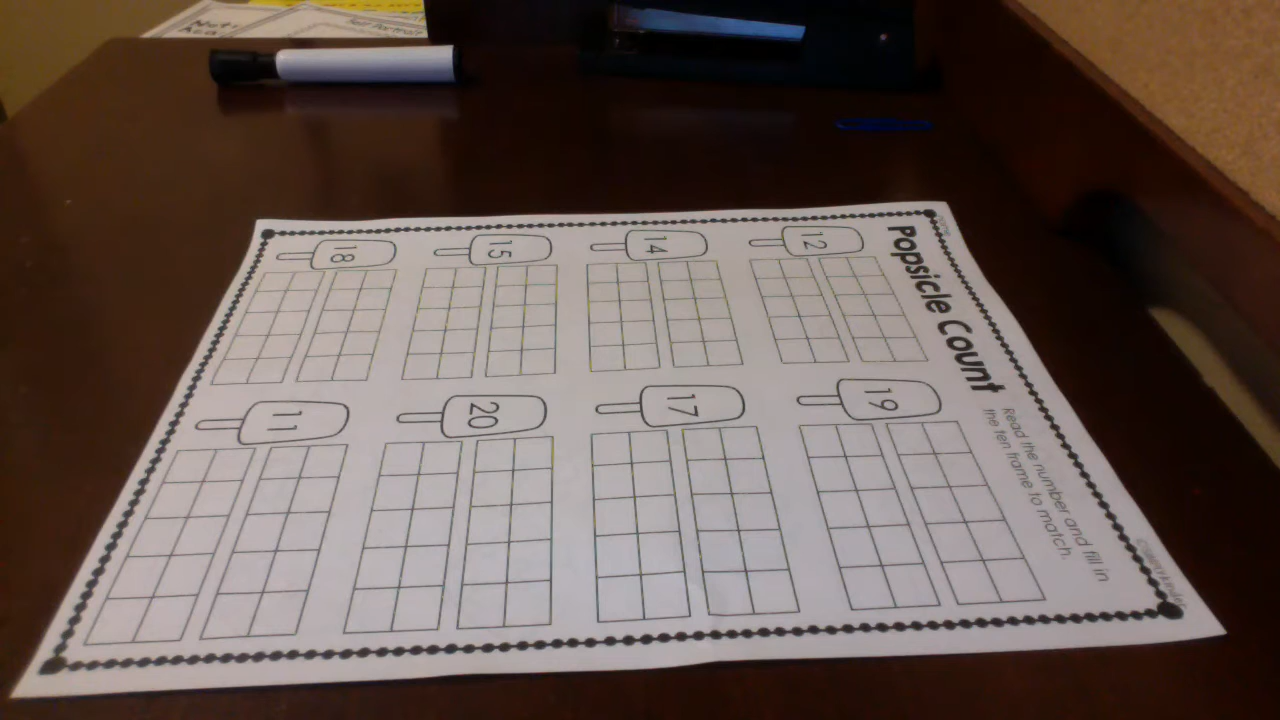 Popsicle Count
Read the number and fill in
the ten frame to match.
12
19
14
17
15
20
18
11